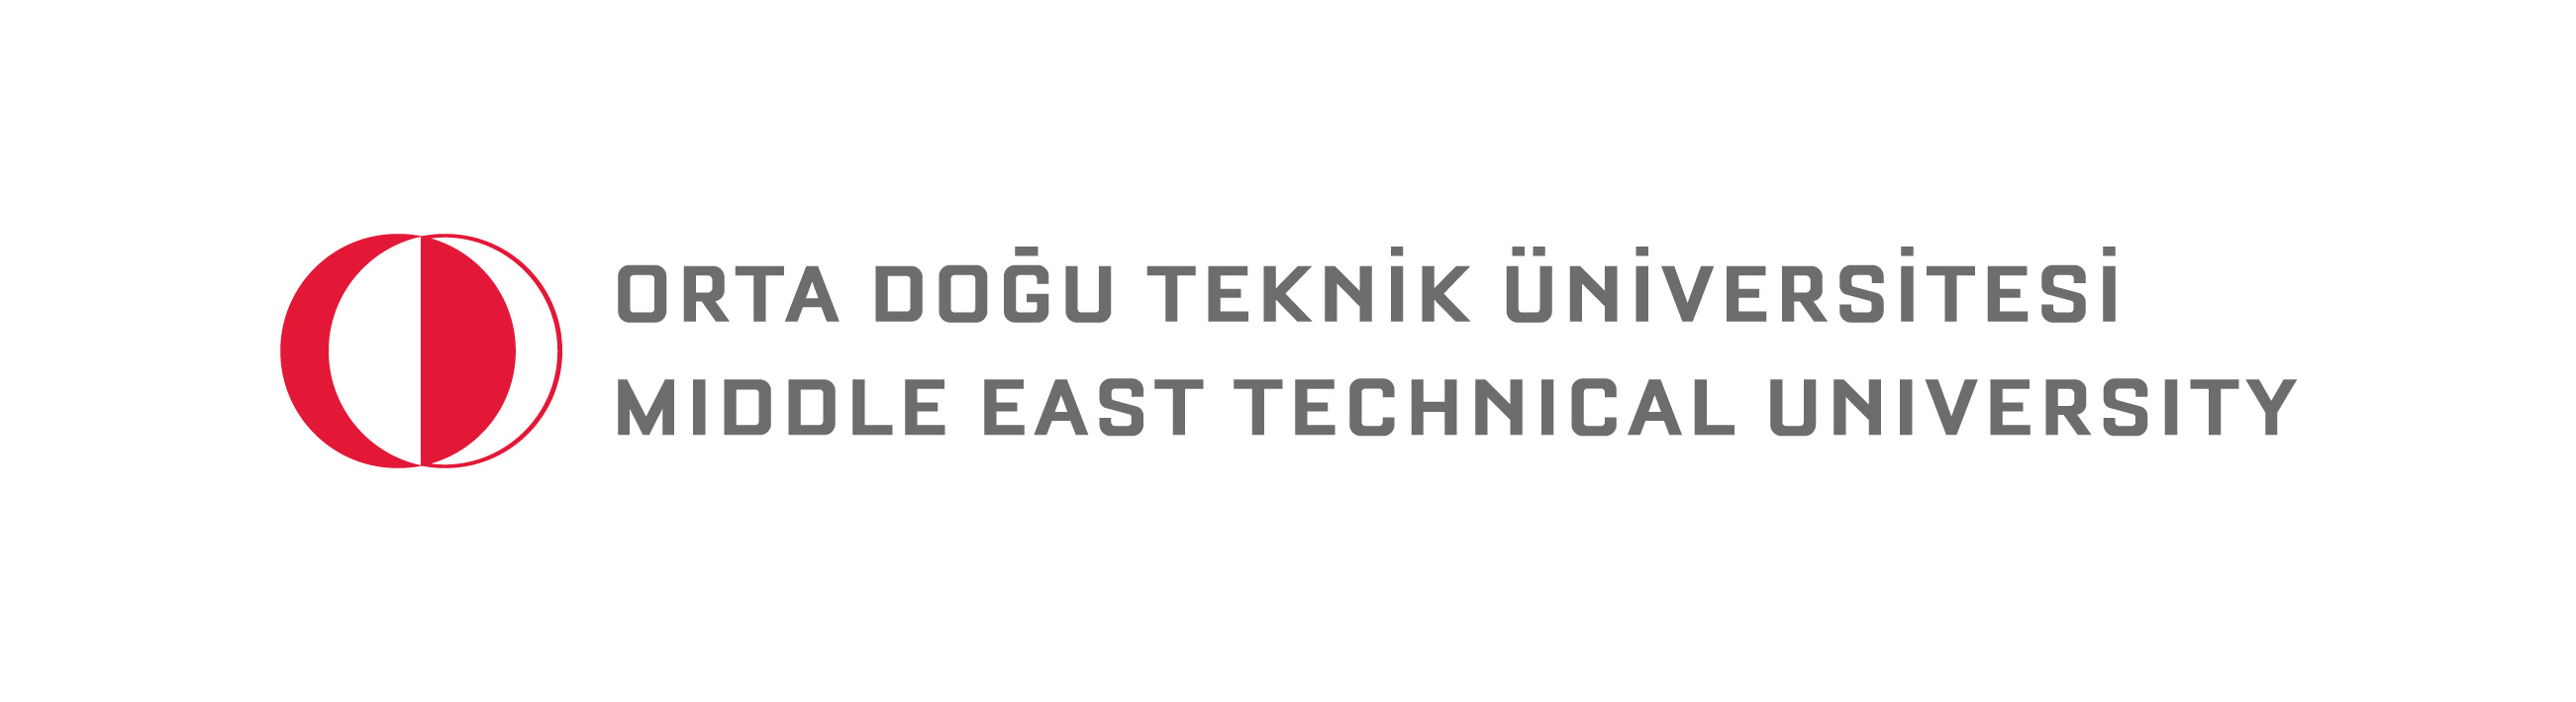 ORTA DOĞU TEKNİK ÜNİVERSİTESİ
MIDDLE EAST TECHNICAL UNIVERSITY